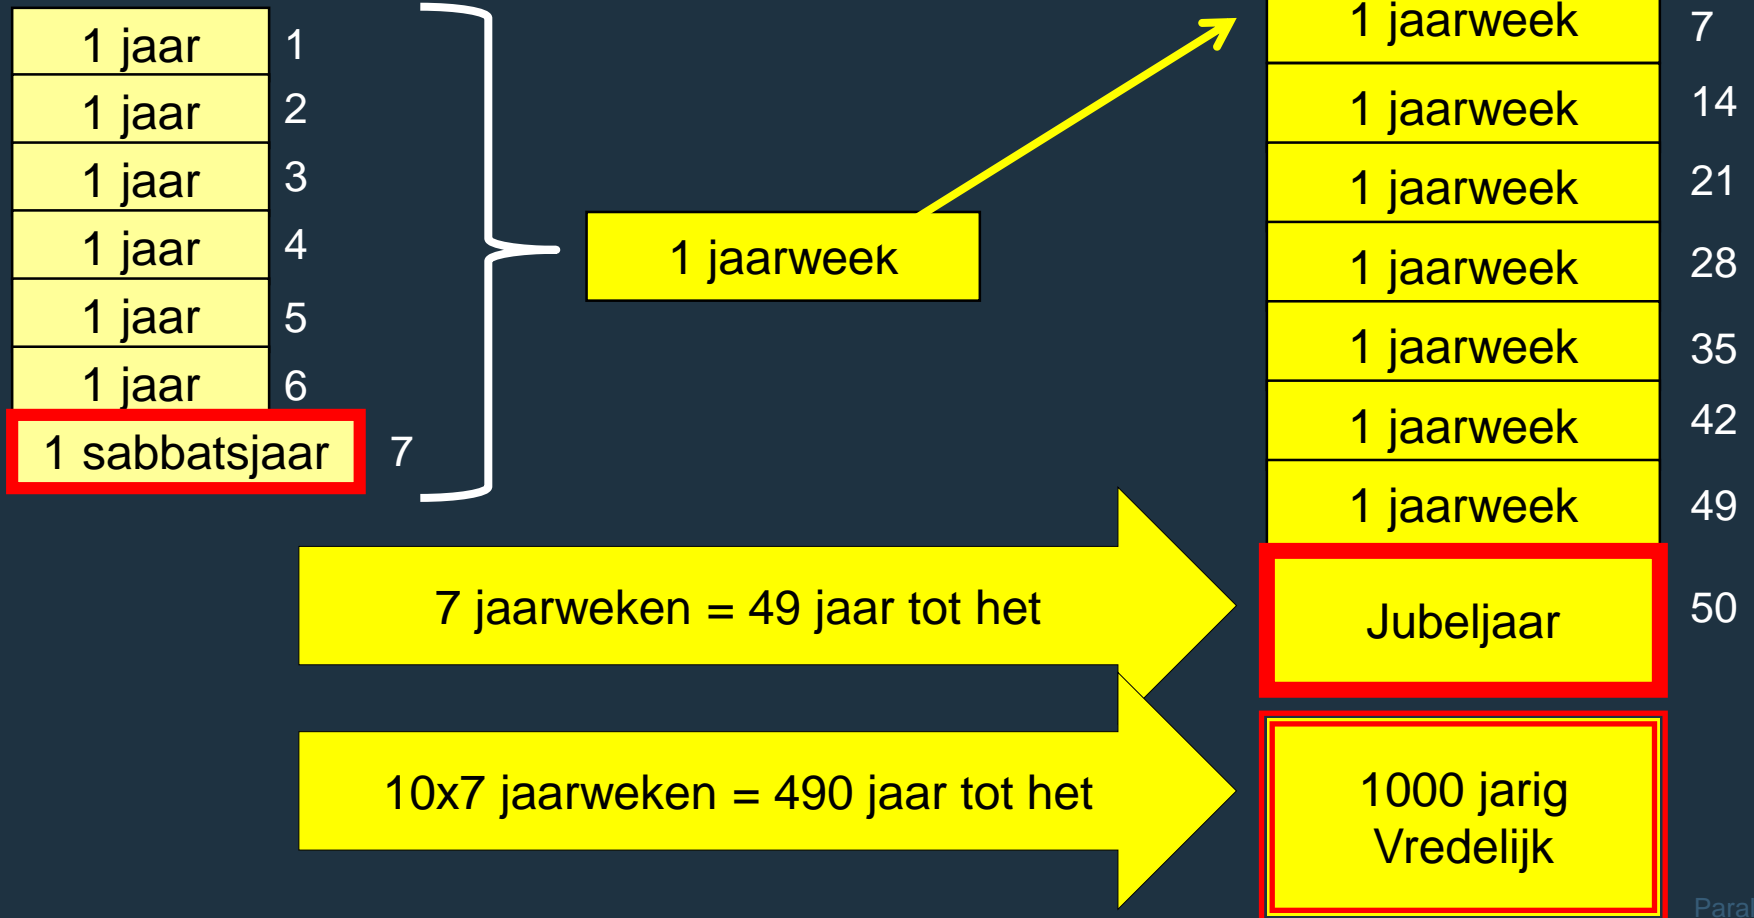 1 jaar 1
1 jaar 2
1 jaar 3
1 jaar 4
1 jaar 5
1 jaar 6
1 sabbatsjaar 7
1 jaarweek
1 jaarweek 7
1 jaarweek 14
1 jaarweek 21
1 jaarweek 28
1 jaarweek 35
1 jaarweek 42
1 jaarweek 49
7 jaarweken = 49 jaar tot het
Jubeljaar 50
10x7 jaarweken = 490 jaar tot het
1000 jarig
Vredelijk